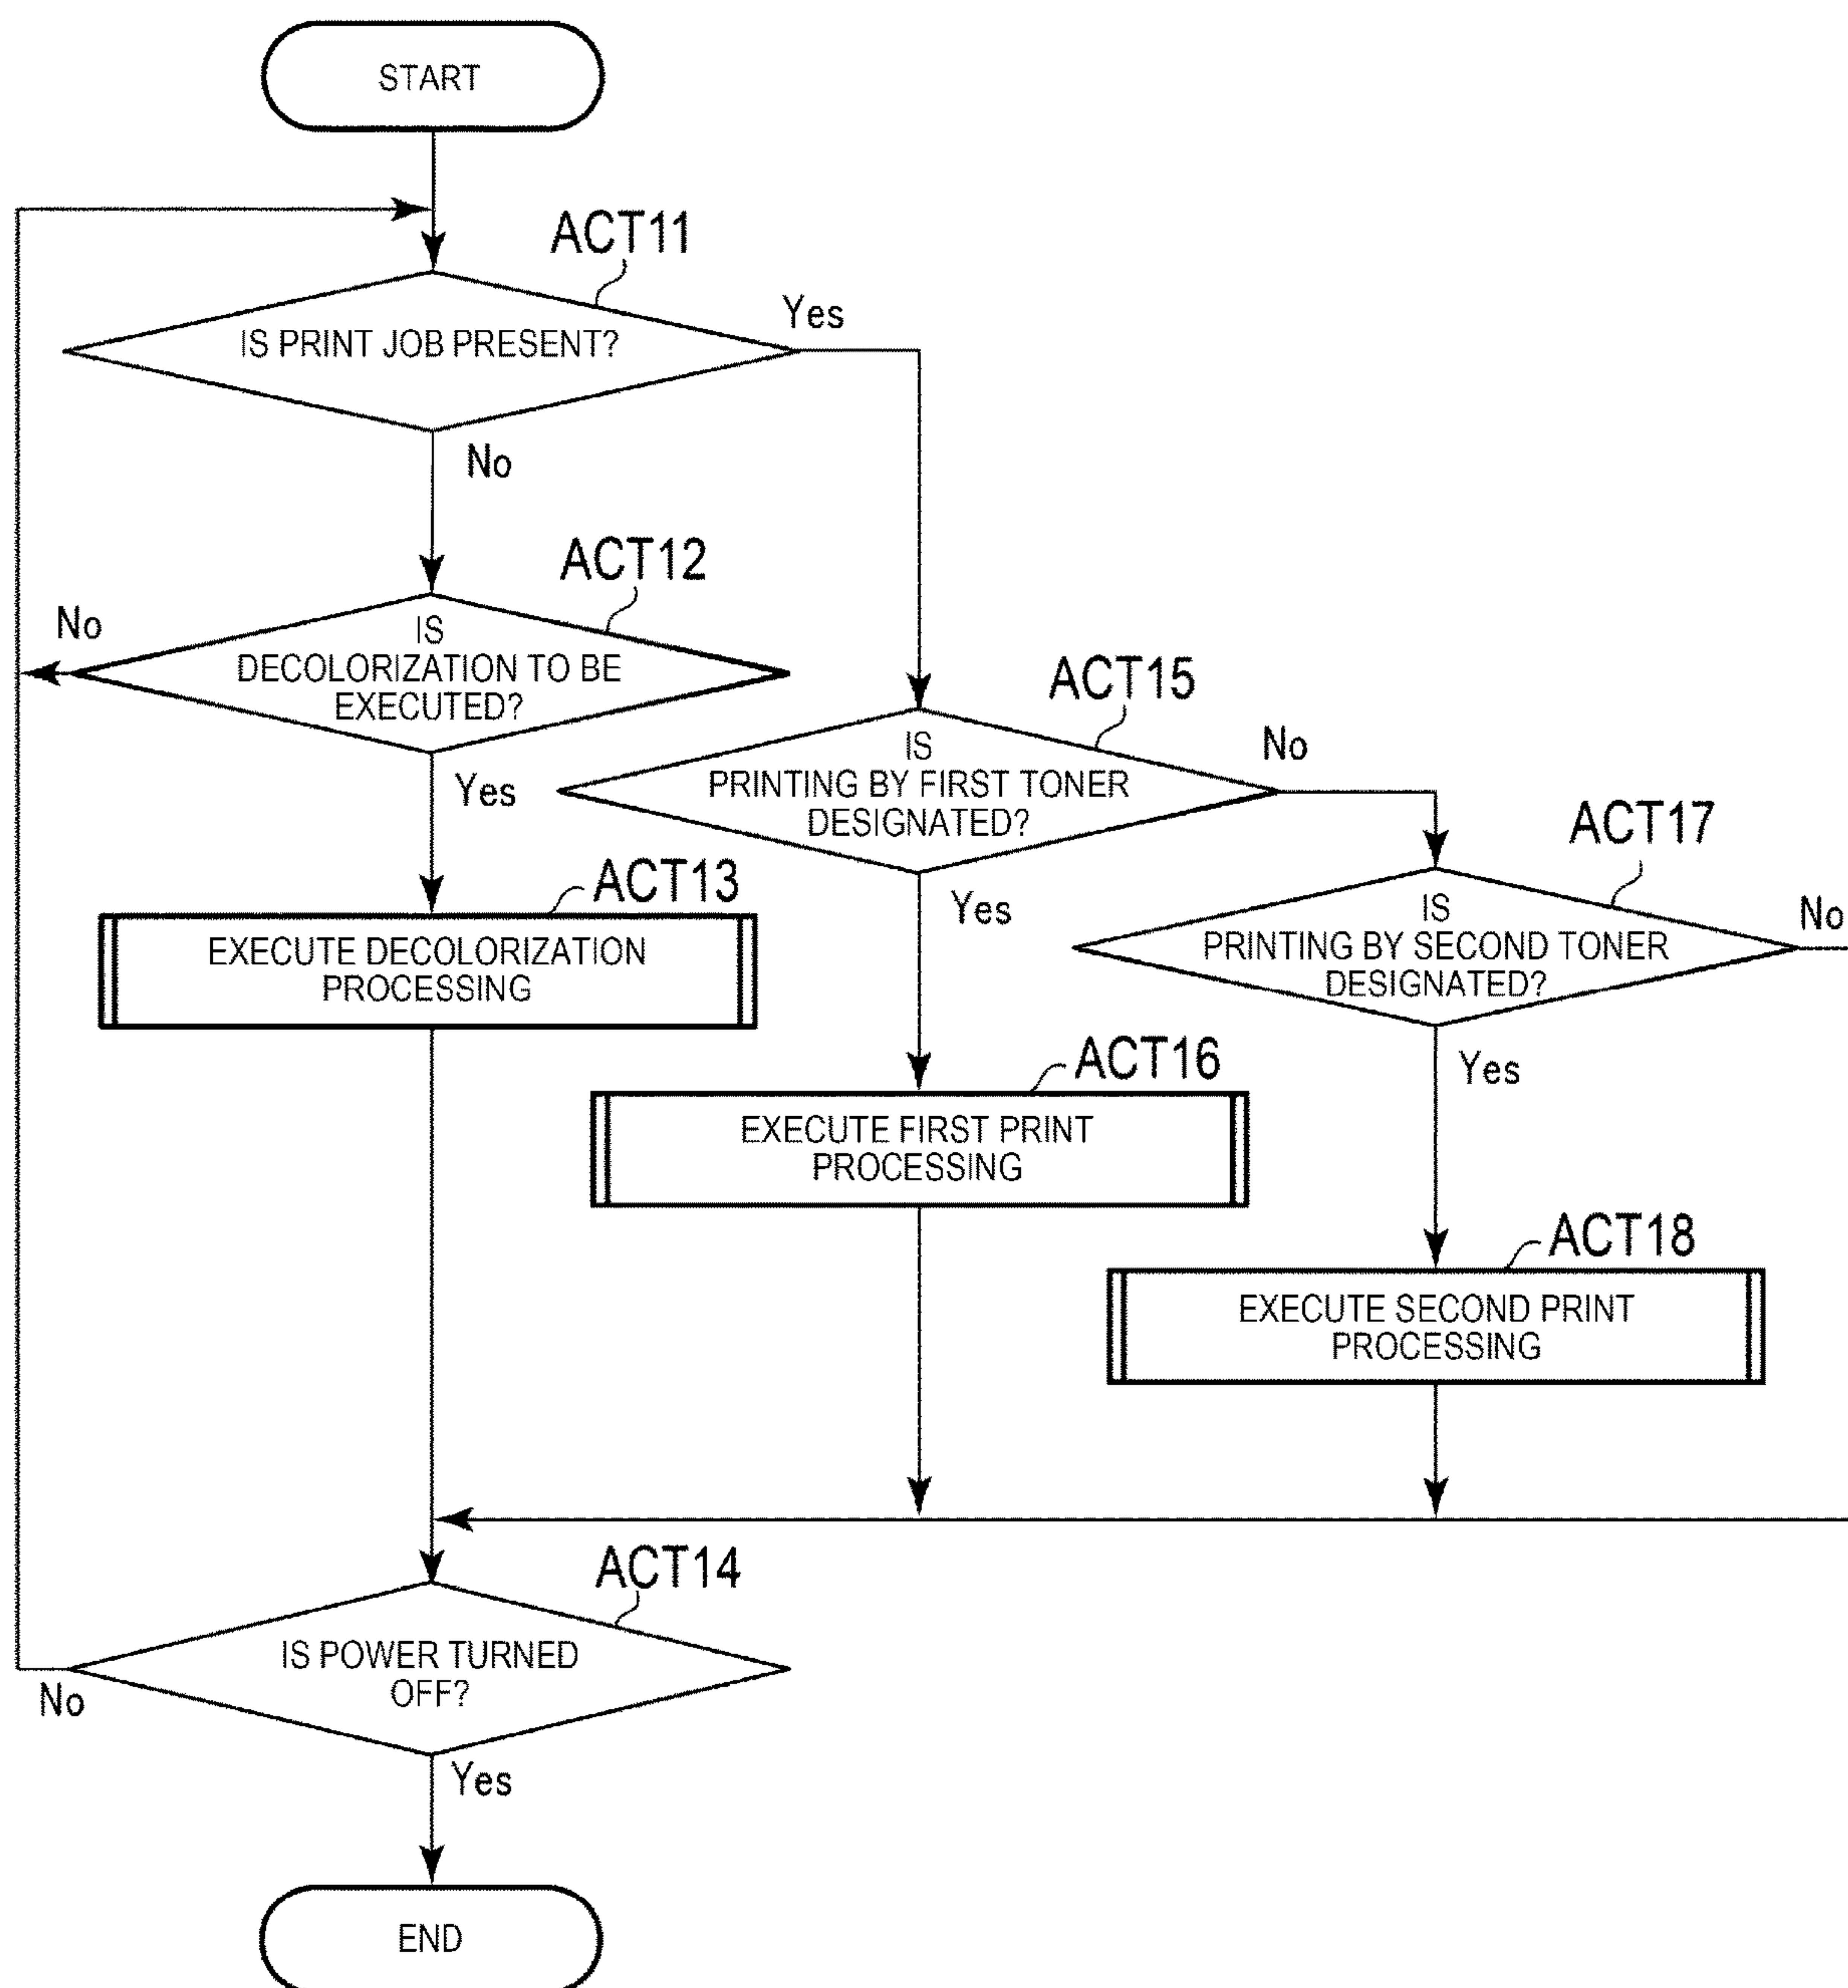 START
ACT11
IS PRINT JOB PRESENT?
Yes
No
ACT12
No
IS
DECOLORIZATION TO BE
EXECUTED?
Yes
ACT15
IS
PRINTING BY FIRST TONER
DESIGNATED?
No
Yes
ACT17
IS
PRINTING BY SECOND TONER
DESIGNATED?
No
Yes
ACT13
EXECUTE DECOLORIZATION
PROCESSING
ACT16
EXECUTE FIRST PRINT
PROCESSING
ACT18
EXECUTE SECOND PRINT
PROCESSING
ACT14
IS POWER TURNED
OFF?
No
Yes
END